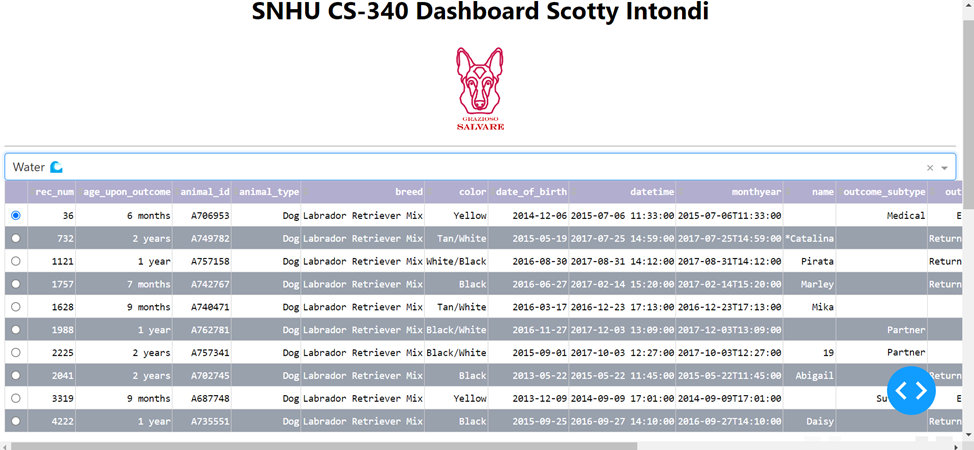 SNHU CS-340 Dashboard Scotty Intondi
GRAZIOSO
SALVARE
Water 🌊
rec_num age_upon_outcome animal_id animal_type breed color date_of_birth datetime monthyear name outcome_subtype out
36 6 months A706953 Dog Labrador Retriever Mix Yellow 2014-12-06 2015-07-06 11:33:00 2015-07-06T11:33:00 Medical E
732 2 years A749782 Dog Labrador Retriever Mix Tan/White 2015-05-19 2017-07-25 14:59:00 2017-07-25T14:59:00 *Catalina Return
1121 1 year A757158 Dog Labrador Retriever Mix White/Black 2016-08-30 2017-08-31 14:12:00 2017-08-31T14:12:00 Pirata Return
1757 7 months A742767 Dog Labrador Retriever Mix Black 2016-06-27 2017-02-14 15:20:00 2017-02-14T15:20:00 Marley Return
1628 9 months A740471 Dog Labrador Retriever Mix Tan/White 2016-03-17 2016-12-23 17:13:00 2016-12-23T17:13:00 Mika
1988 1 year A762781 Dog Labrador Retriever Mix Black/White 2016-11-27 2017-12-03 13:09:00 2017-12-03T13:09:00 Partner
2225 2 years A757341 Dog Labrador Retriever Mix Black/White 2015-09-01 2017-10-03 12:27:00 2017-10-03T12:27:00 19 Partner
2041 2 years A702745 Dog Labrador Retriever Mix Black 2013-05-22 2015-05-22 11:45:00 2015-05-22T11:45:00 Abigail Return
3319 9 months A687748 Dog Labrador Retriever Mix Yellow 2013-12-09 2014-09-09 17:01:00 2014-09-09T17:01:00 Su E
4222 1 year A735551 Dog Labrador Retriever Mix Black 2015-09-25 2016-09-27 14:10:00 2016-09-27T14:10:00 Daisy Return